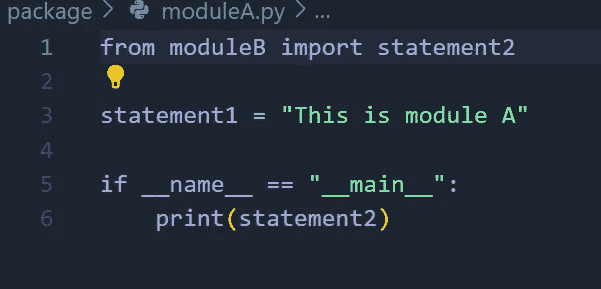 package > moduleA.py > ...
1 from moduleB import statement2
2
3 statement1 = "This is module A"
4
5 if __name__ == "__main__":
6     print(statement2)